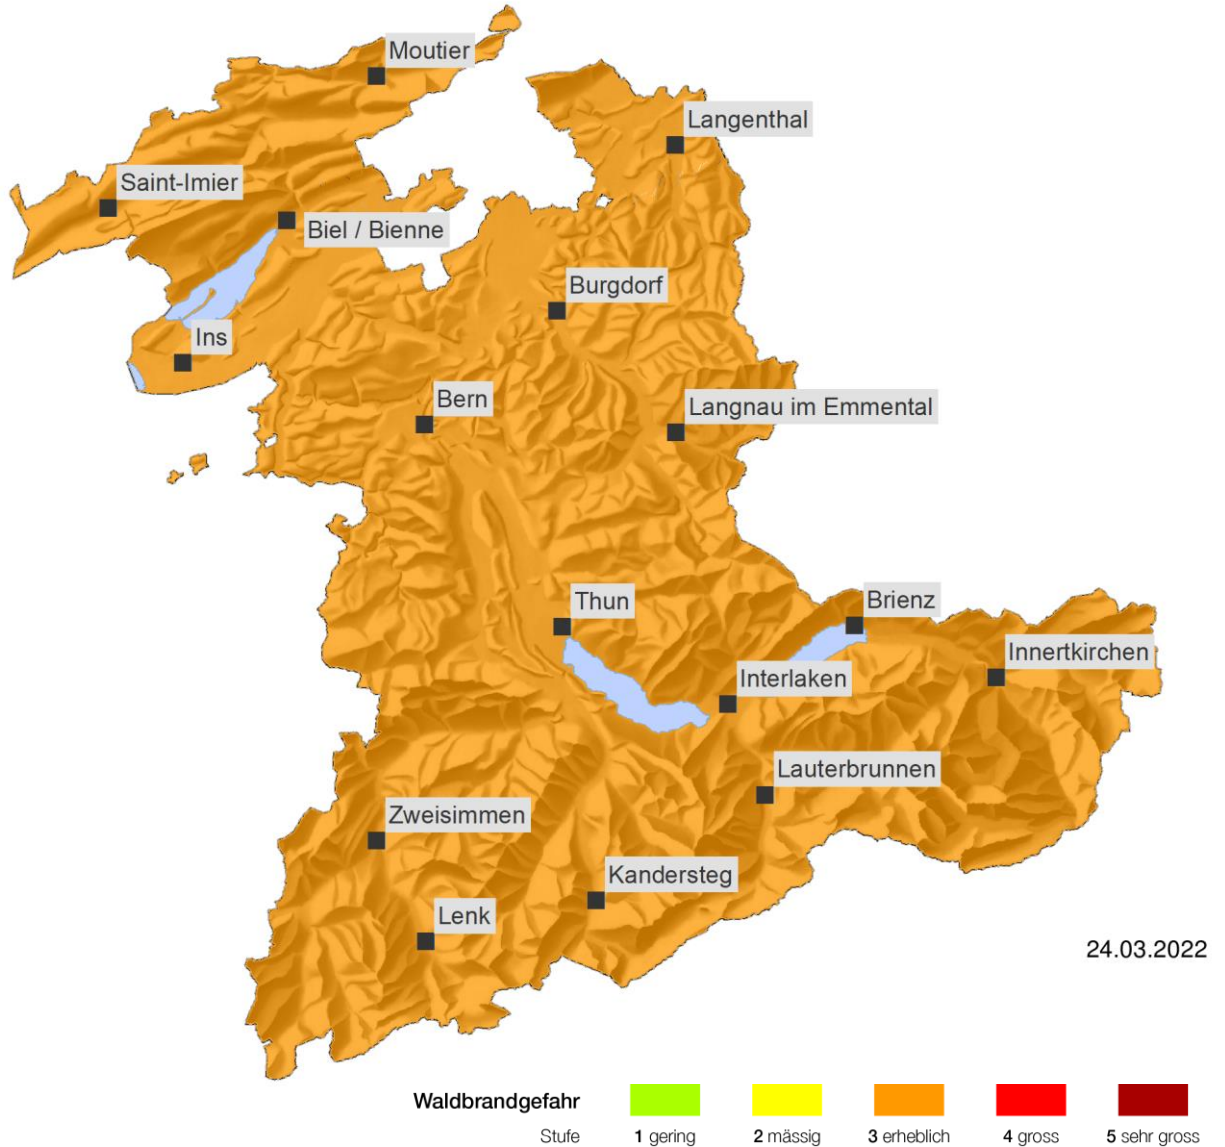 Moutier
Langenthal
Saint-Imier
Biel / Bienne
Burgdorf
Ins
Bern
Langnau im Emmental
Thun
Brienz
Innertkirchen
Interlaken
Lauterbrunnen
Zweisimmen
Kandersteg
Lenk
24.03.2022
Waldbrandgefahr
Stufe 1 gering 2 mässig 3 erheblich 4 gross 5 sehr gross